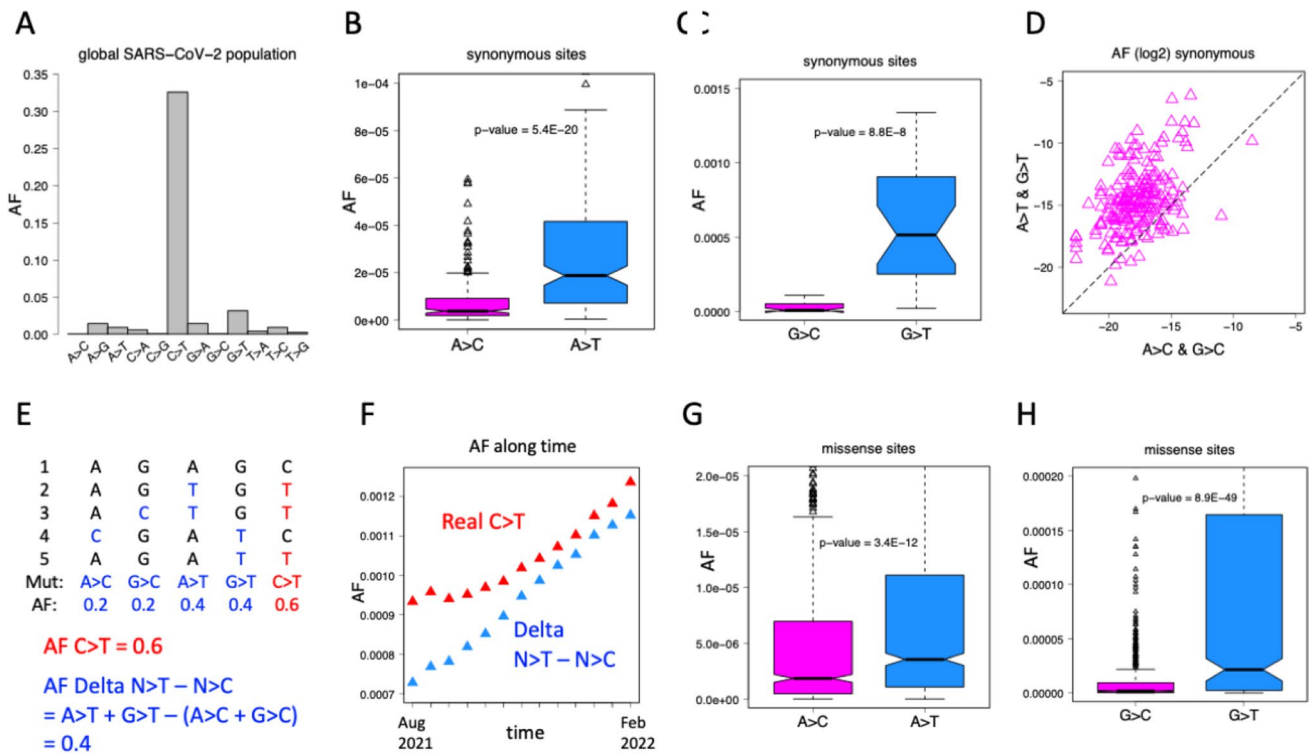 A
global SARS−CoV−2 population
AF
0.35
0.30
0.25
0.20
0.15
0.10
0.05
0.00
A>C
A>G
A>T
C>A
C>G
C>T
G>A
G>C
G>T
T>A
T>C
T>G
B
synonymous sites
AF
1e−04
8e−05
6e−05
4e−05
2e−05
0e+00
p−value = 5.4E−20
A>C
A>T
synonymous sites
AF
0.0015
0.0010
0.0005
0.0000
p−value = 8.8E−8
G>C
G>T
D
AF (log2) synonymous
A>T & G>T
−5
−10
−15
−20
−20
−15
−10
−5
A>C & G>C
E
1 A G A G C
2 A G T G T
3 A C T G T
4 C G A T C
5 A G A T T
Mut: A>C G>C A>T G>T C>T
AF: 0.2 0.2 0.4 0.4 0.6
AF C>T = 0.6
AF Delta N>T – N>C
= A>T + G>T – (A>C + G>C)
= 0.4
F
AF along time
AF
0.0012
0.0011
0.0010
0.0009
0.0008
0.0007
Real C>T
Delta
N>T – N>C
Aug
2021
time
Feb
2022
G
missense sites
AF
2.0e−05
1.5e−05
1.0e−05
5.0e−06
0.0e+00
p−value = 3.4E−12
A>C
A>T
H
missense sites
AF
0.00020
0.00015
0.00010
0.00005
0.00000
p−value = 8.9E−49
G>C
G>T